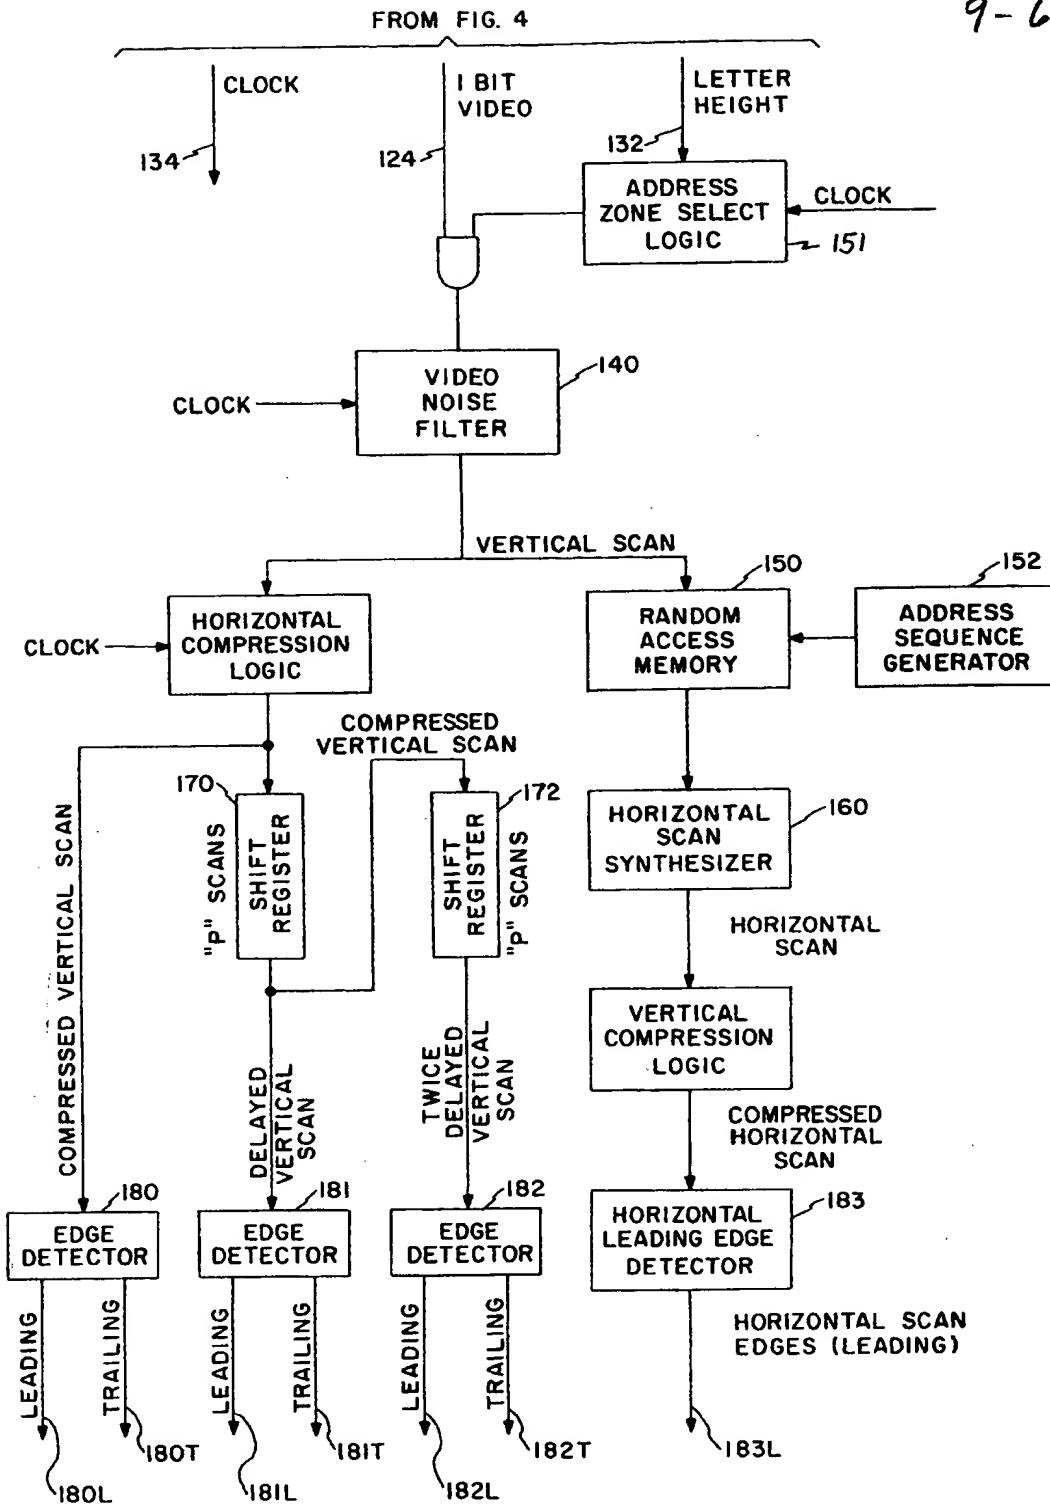 FROM FIG. 4
9-6
CLOCK
134
1 BIT
VIDEO
124
LETTER
HEIGHT
132
ADDRESS
ZONE SELECT
LOGIC
CLOCK
151
VIDEO
NOISE
FILTER
140
CLOCK
VERTICAL SCAN
HORIZONTAL
COMPRESSION
LOGIC
CLOCK
RANDOM
ACCESS
MEMORY
150
ADDRESS
SEQUENCE
GENERATOR
152
COMPRESSED
VERTICAL SCAN
COMPRESSED VERTICAL SCAN
170
"P" SCANS
SHIFT
REGISTER
172
SHIFT
REGISTER
"P" SCANS
HORIZONTAL
SCAN
SYNTHESIZER
160
HORIZONTAL
SCAN
VERTICAL
COMPRESSION
LOGIC
DELAYED
VERTICAL
SCAN
TWICE
DELAYED
VERTICAL
SCAN
COMPRESSED
HORIZONTAL
SCAN
180
EDGE
DETECTOR
181
EDGE
DETECTOR
182
EDGE
DETECTOR
183
HORIZONTAL
LEADING EDGE
DETECTOR
LEADING
TRAILING
LEADING
TRAILING
LEADING
TRAILING
HORIZONTAL SCAN
EDGES (LEADING)
180L
180T
181L
181T
182L
182T
183L